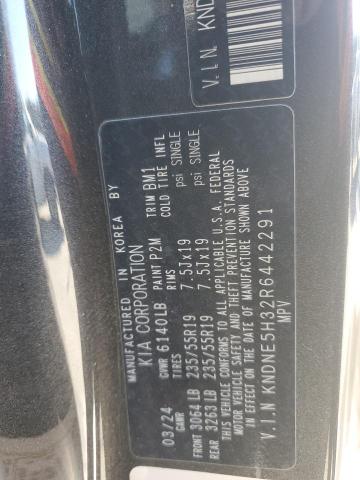 V.I.N KND
MANUFACTURED IN KOREA BY
KIA CORPORATION
03/24 GVWR 6140LB PAINT P2M TRIM BM1
GAWR TIRES RIMS COLD TIRE INFL
FRONT 3064LB 235/55R19 7.5Jx19 psi SINGLE
REAR 3263LB 235/55R19 7.5Jx19 psi SINGLE
THIS VEHICLE CONFORMS TO ALL APPLICABLE U.S.A. FEDERAL
MOTOR VEHICLE SAFETY AND THEFT PREVENTION STANDARDS
IN EFFECT ON THE DATE OF MANUFACTURE SHOWN ABOVE.
V.I.N KNDNE5H32R6442291
MPV